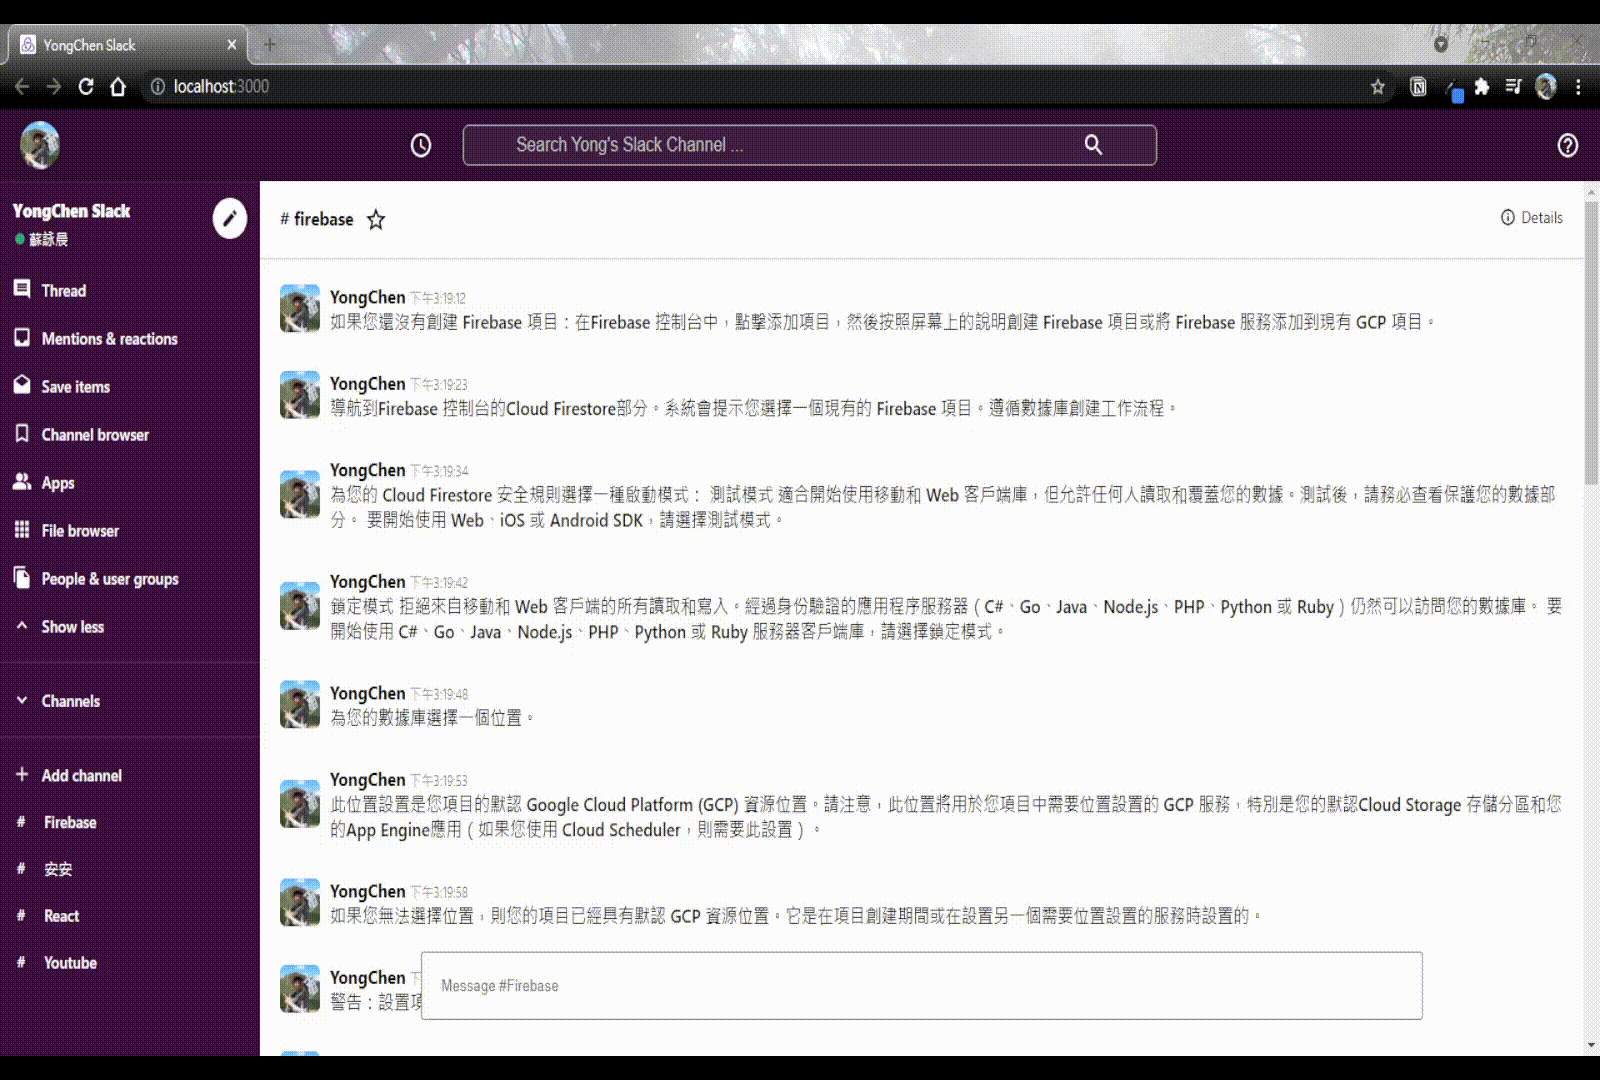 YongChen Slack
localhost:3000
Search Yong's Slack Channel ...
YongChen Slack
蘇詠晨
Thread
Mentions & reactions
Save items
Channel browser
Apps
File browser
People & user groups
Show less
Channels
Add channel
# Firebase
# 安安
# React
# Youtube
# firebase
Details
YongChen 下午3:19:12
如果您還沒有創建 Firebase 項目：在Firebase 控制台中，點擊添加項目，然後按照屏幕上的說明創建 Firebase 項目或將 Firebase 服務添加到現有 GCP 項目。
YongChen 下午3:19:23
導航到Firebase 控制台的Cloud Firestore部分。系統會提示您選擇一個現有的 Firebase 項目。遵循數據庫創建工作流程。
YongChen 下午3:19:34
為您的 Cloud Firestore 安全規則選擇一種啟動模式： 測試模式 適合開始使用移動和 Web 客戶端庫，但允許任何人讀取和覆蓋您的數據。測試後，請務必查看保護您的數據部
分。 要開始使用 Web、iOS 或 Android SDK，請選擇測試模式。
YongChen 下午3:19:42
鎖定模式 拒絕來自移動和 Web 客戶端的所有讀取和寫入。經過身份驗證的應用程序服務器（C#、Go、Java、Node.js、PHP、Python 或 Ruby）仍然可以訪問您的數據庫。 要
開始使用 C#、Go、Java、Node.js、PHP、Python 或 Ruby 服務器客戶端庫，請選擇鎖定模式。
YongChen 下午3:19:48
為您的數據庫選擇一個位置。
YongChen 下午3:19:53
此位置設置是您項目的默認 Google Cloud Platform (GCP) 資源位置。請注意，此位置將用於您項目中需要位置設置的 GCP 服務，特別是您的默認Cloud Storage 存儲分區和您
的App Engine應用（如果您使用 Cloud Scheduler，則需要此設置）。
YongChen 下午3:19:58
如果您無法選擇位置，則您的項目已經具有默認 GCP 資源位置。它是在項目創建期間或在設置另一個需要位置設置的服務時設置的。
YongChen 下
警告：設置項
Message #Firebase